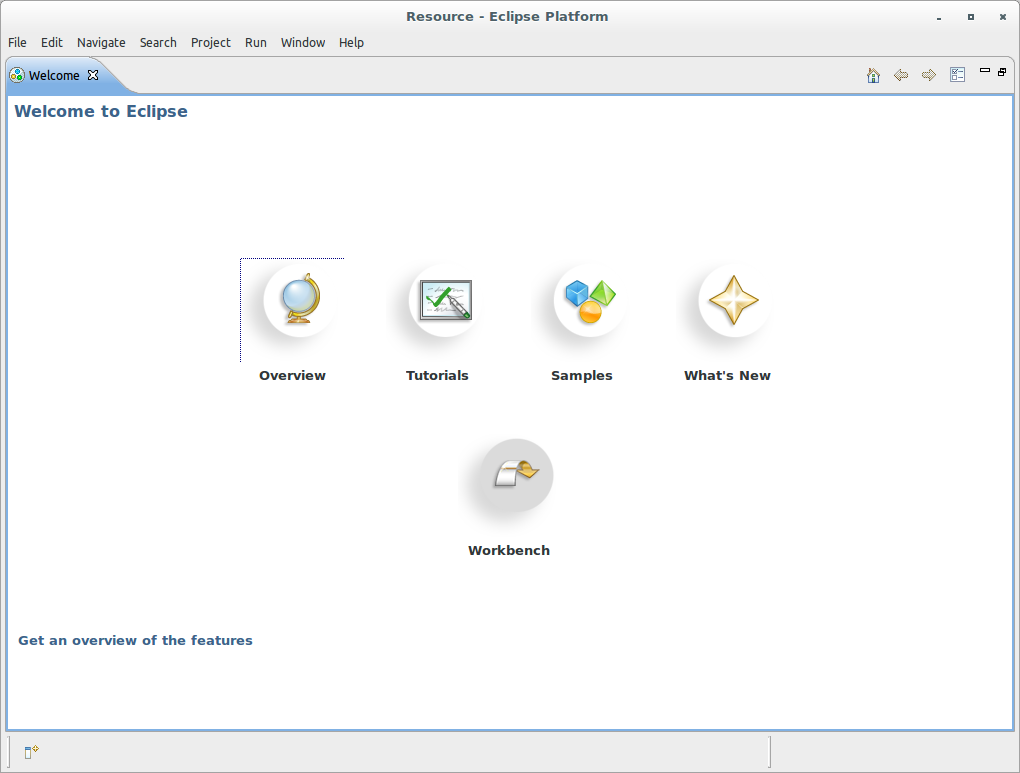 Resource - Eclipse Platform
File Edit Navigate Search Project Run Window Help
Welcome
Welcome to Eclipse
Overview Tutorials Samples What's New
Workbench
Get an overview of the features